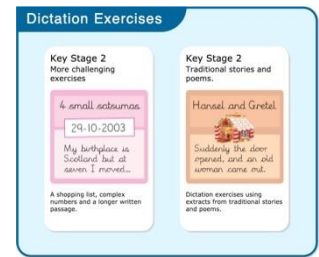 Dictation Exercises
Key Stage 2
More challenging
exercises
4 small satsumas
29-10-2003
My birthplace is
Scotland but at
seven I moved...
A shopping list, complex
numbers and a longer written
passage.
Key Stage 2
Traditional stories and
poems.
Hansel and Gretel
Suddenly the door
opened, and an old
woman came out.
Dictation exercises using
extracts from traditional stories
and poems.